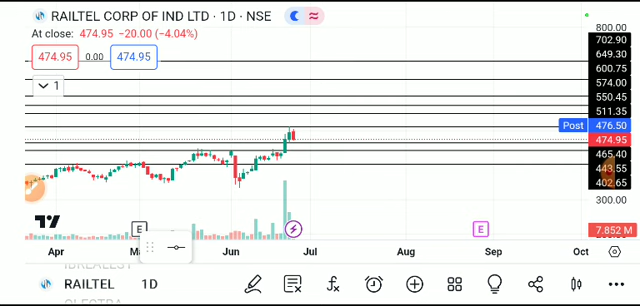 RAILTEL CORP OF IND LTD · 1D · NSE
At close: 474.95 −20.00 (−4.04%)
474.95 0.00 474.95
1
800.00
702.90
649.30
600.75
574.00
550.45
511.35
Post 476.50
474.95
465.40
443.55
402.65
300.00
7.852 M
E
E
Apr
Jun Jul Aug Sep Oct
RAILTEL 1D